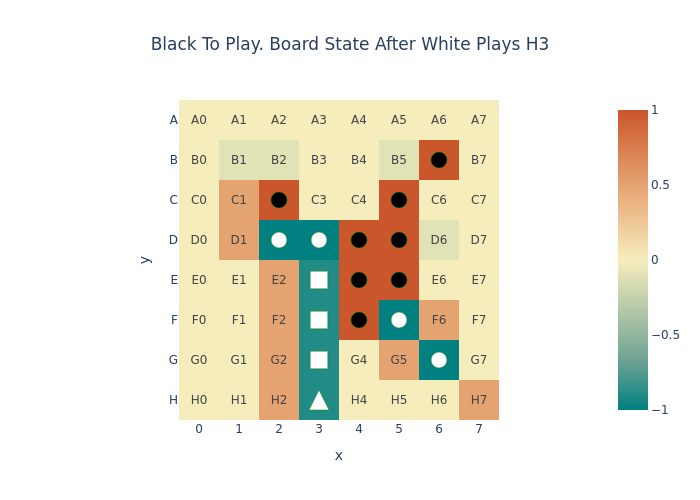 Black To Play. Board State After White Plays H3
A A0 A1 A2 A3 A4 A5 A6 A7
B B0 B1 B2 B3 B4 B5 B7
C C0 C1 C3 C4 C6 C7
D D0 D1 D6 D7
E E0 E1 E2 E6 E7
F F0 F1 F2 F6 F7
G G0 G1 G2 G4 G5 G7
H H0 H1 H2 H4 H5 H6 H7
0 1 2 3 4 5 6 7
x
y
1
0.5
0
−0.5
−1